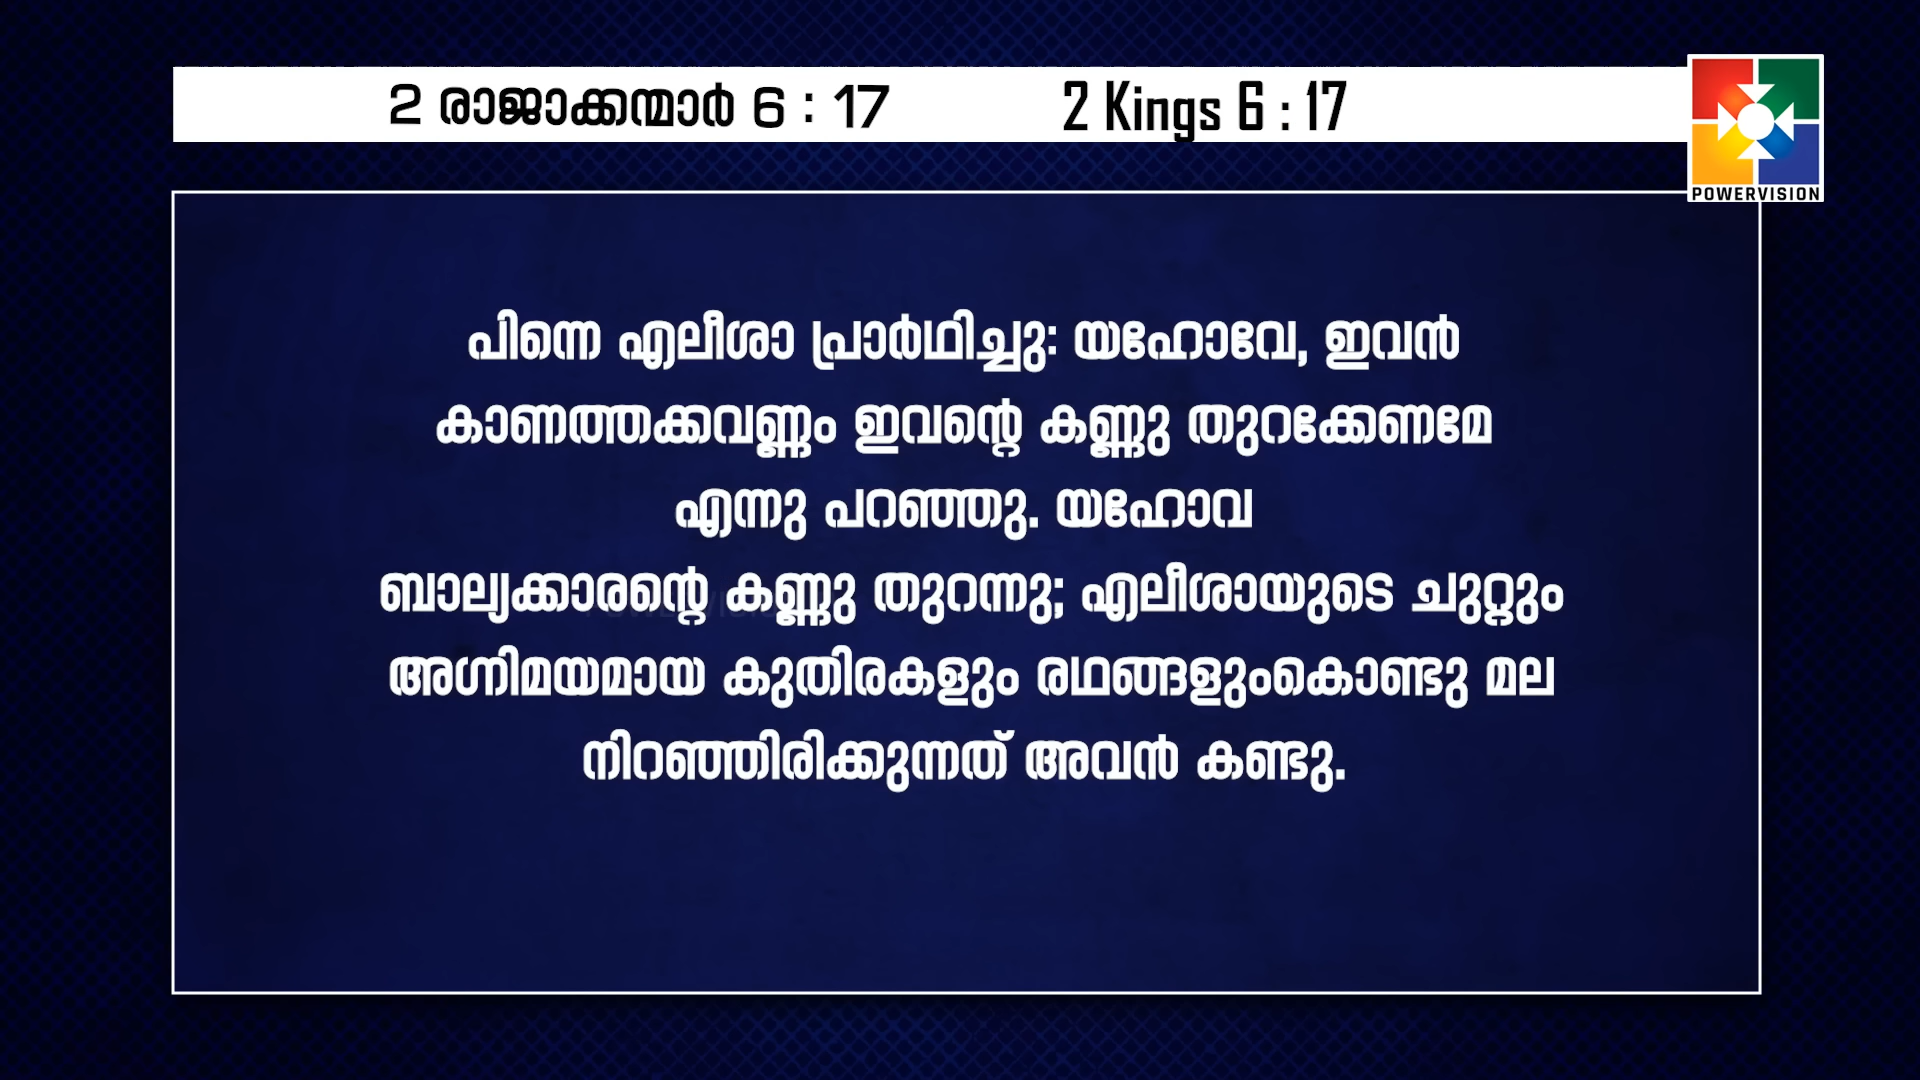 2 രാജാക്കന്മാർ 6 : 17 2 Kings 6 : 17
POWERVISION
പിന്നെ എലീശാ പ്രാർഥിച്ചു: യഹോവേ, ഇവൻ
കാണത്തക്കവണ്ണം ഇവന്റെ കണ്ണു തുറക്കേണമേ
എന്നു പറഞ്ഞു. യഹോവ
ബാല്യക്കാരന്റെ കണ്ണു തുറന്നു; എലീശായുടെ ചുറ്റും
അഗ്നിമയമായ കുതിരകളും രഥങ്ങളുംകൊണ്ടു മല
നിറഞ്ഞിരിക്കുന്നത് അവൻ കണ്ടു.